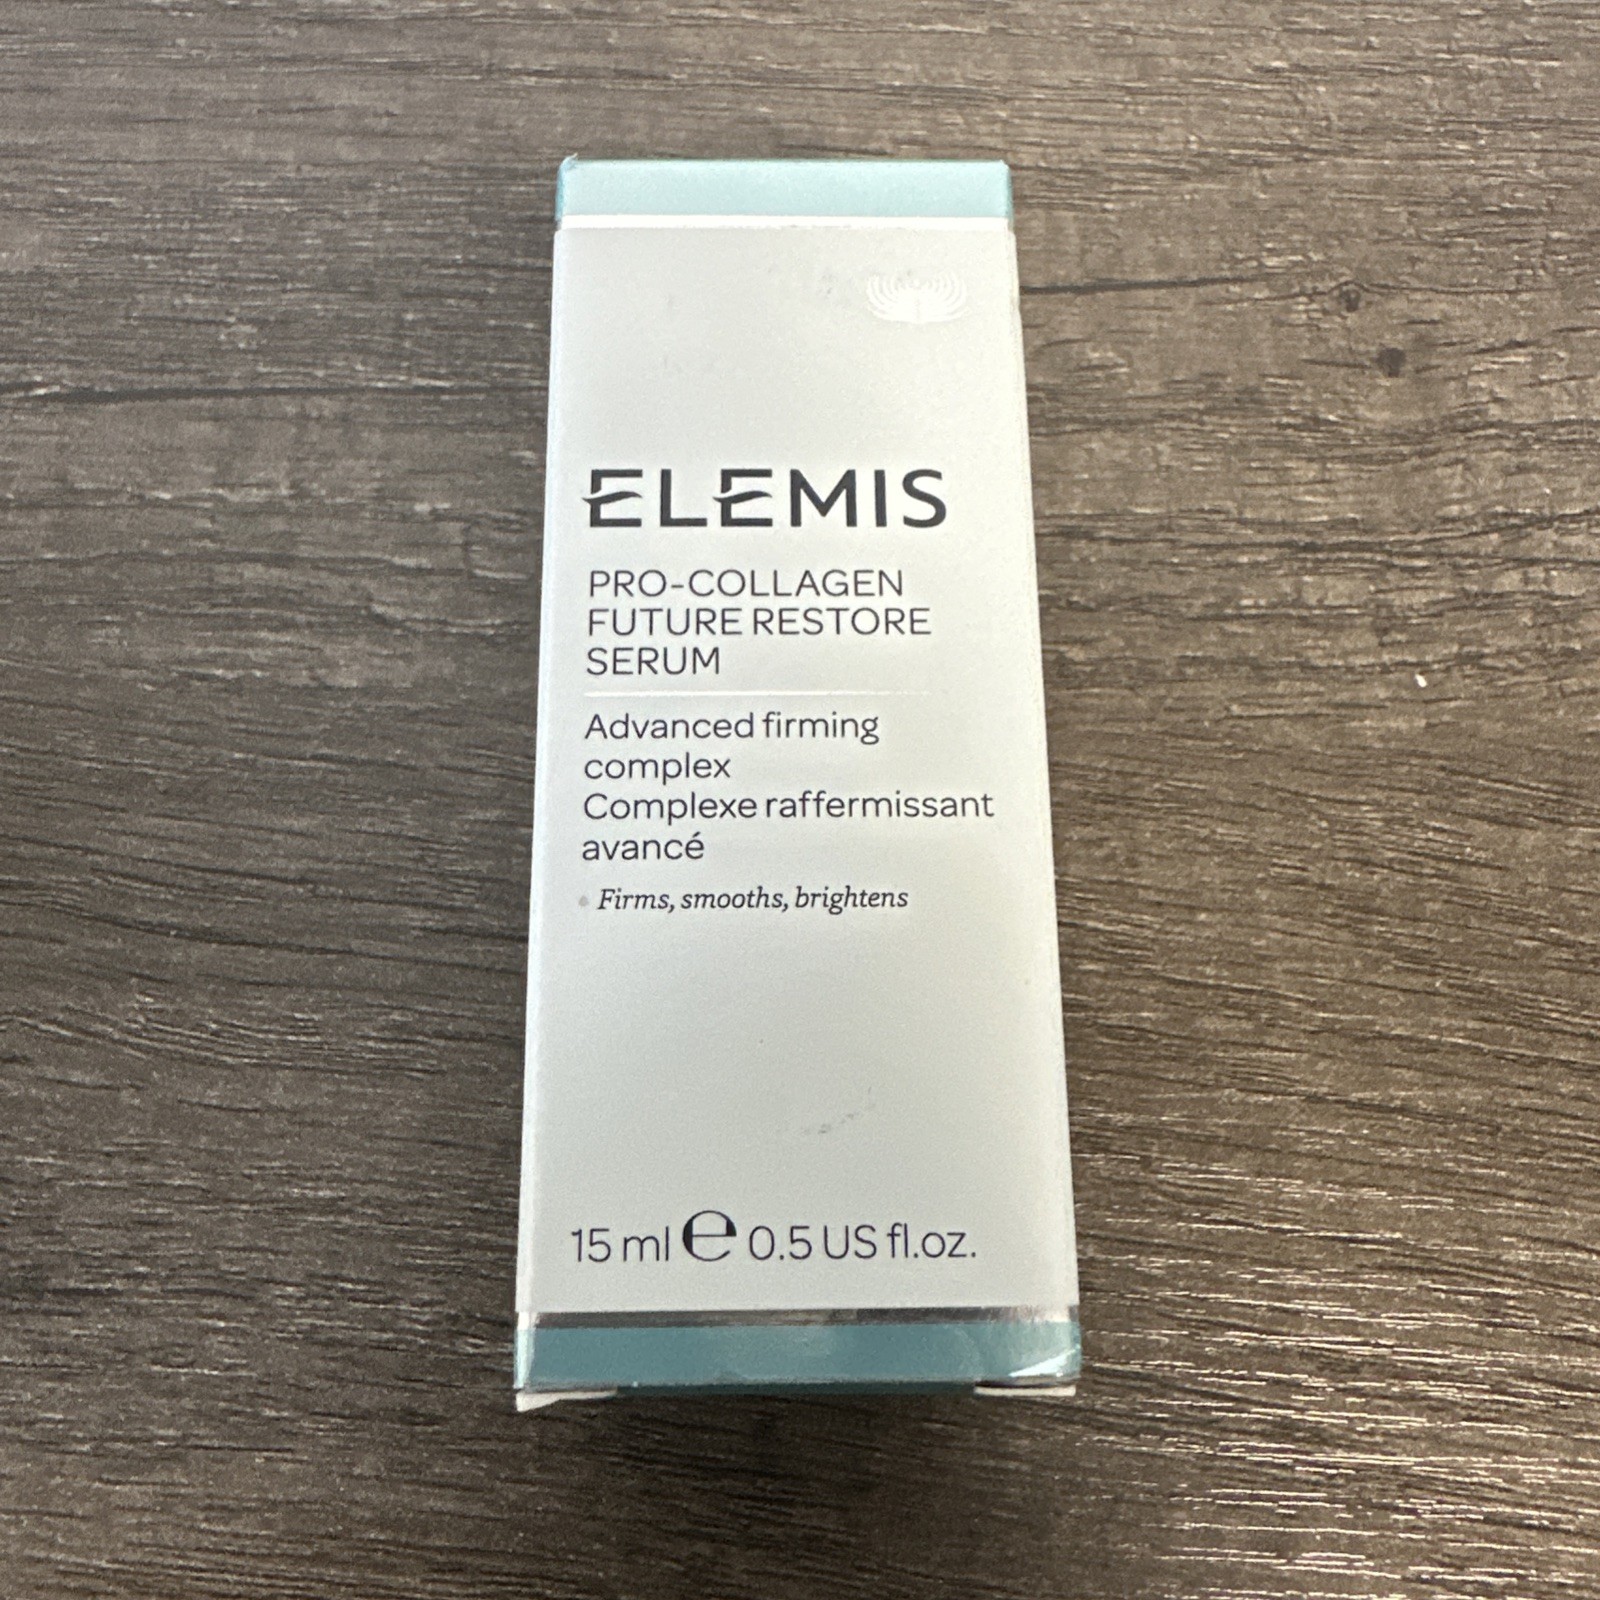 ELEMIS
PRO-COLLAGEN
FUTURE RESTORE
SERUM
Advanced firming
complex
Complexe raffermissant
avancé
Firms, smooths, brightens
15 ml ℮ 0.5 US fl.oz.